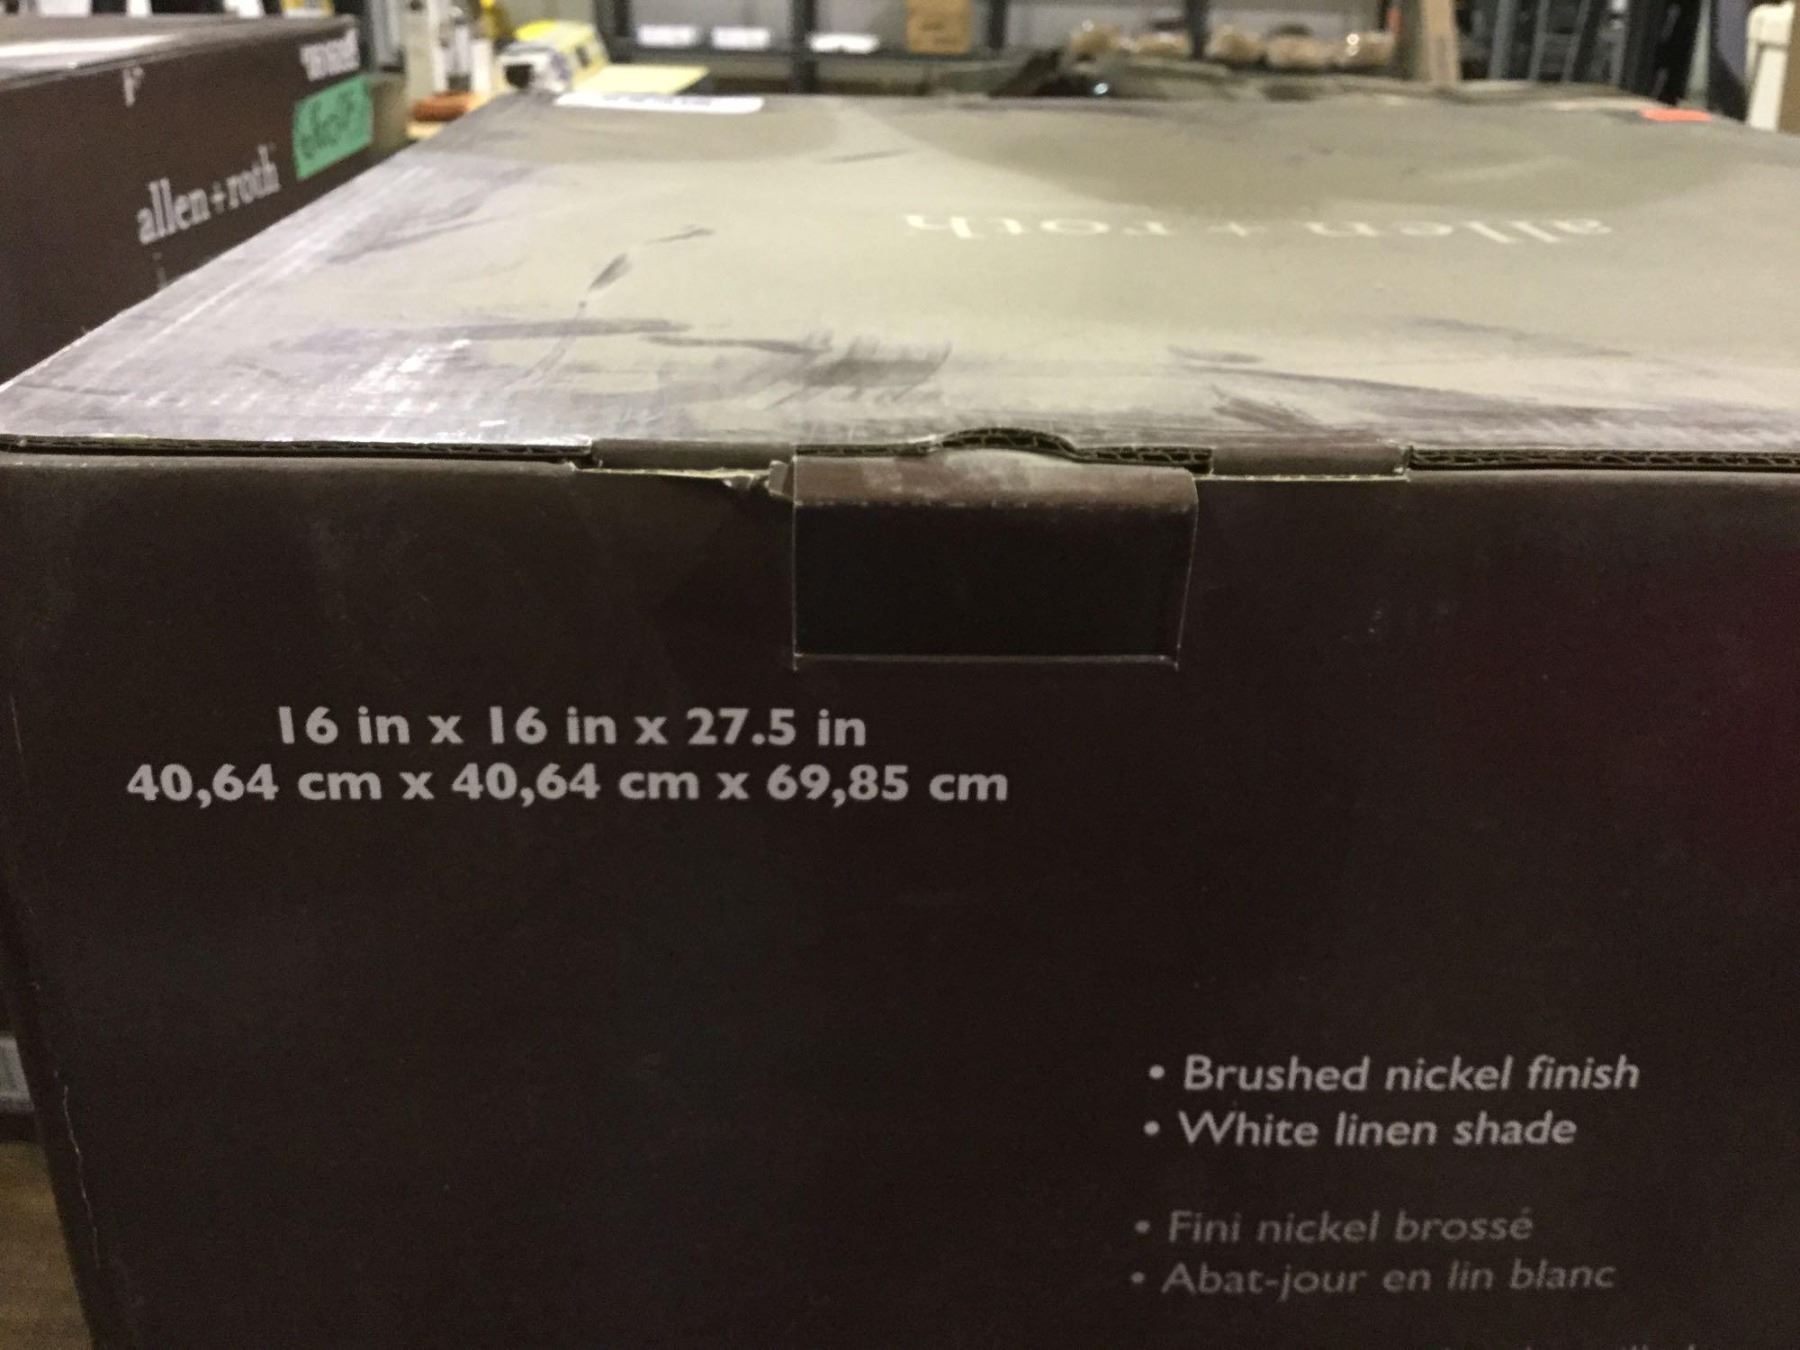 allen + roth
allen + roth
16 in x 16 in x 27.5 in
40,64 cm x 40,64 cm x 69,85 cm
• Brushed nickel finish
• White linen shade
• Fini nickel brossé
• Abat-jour en lin blanc